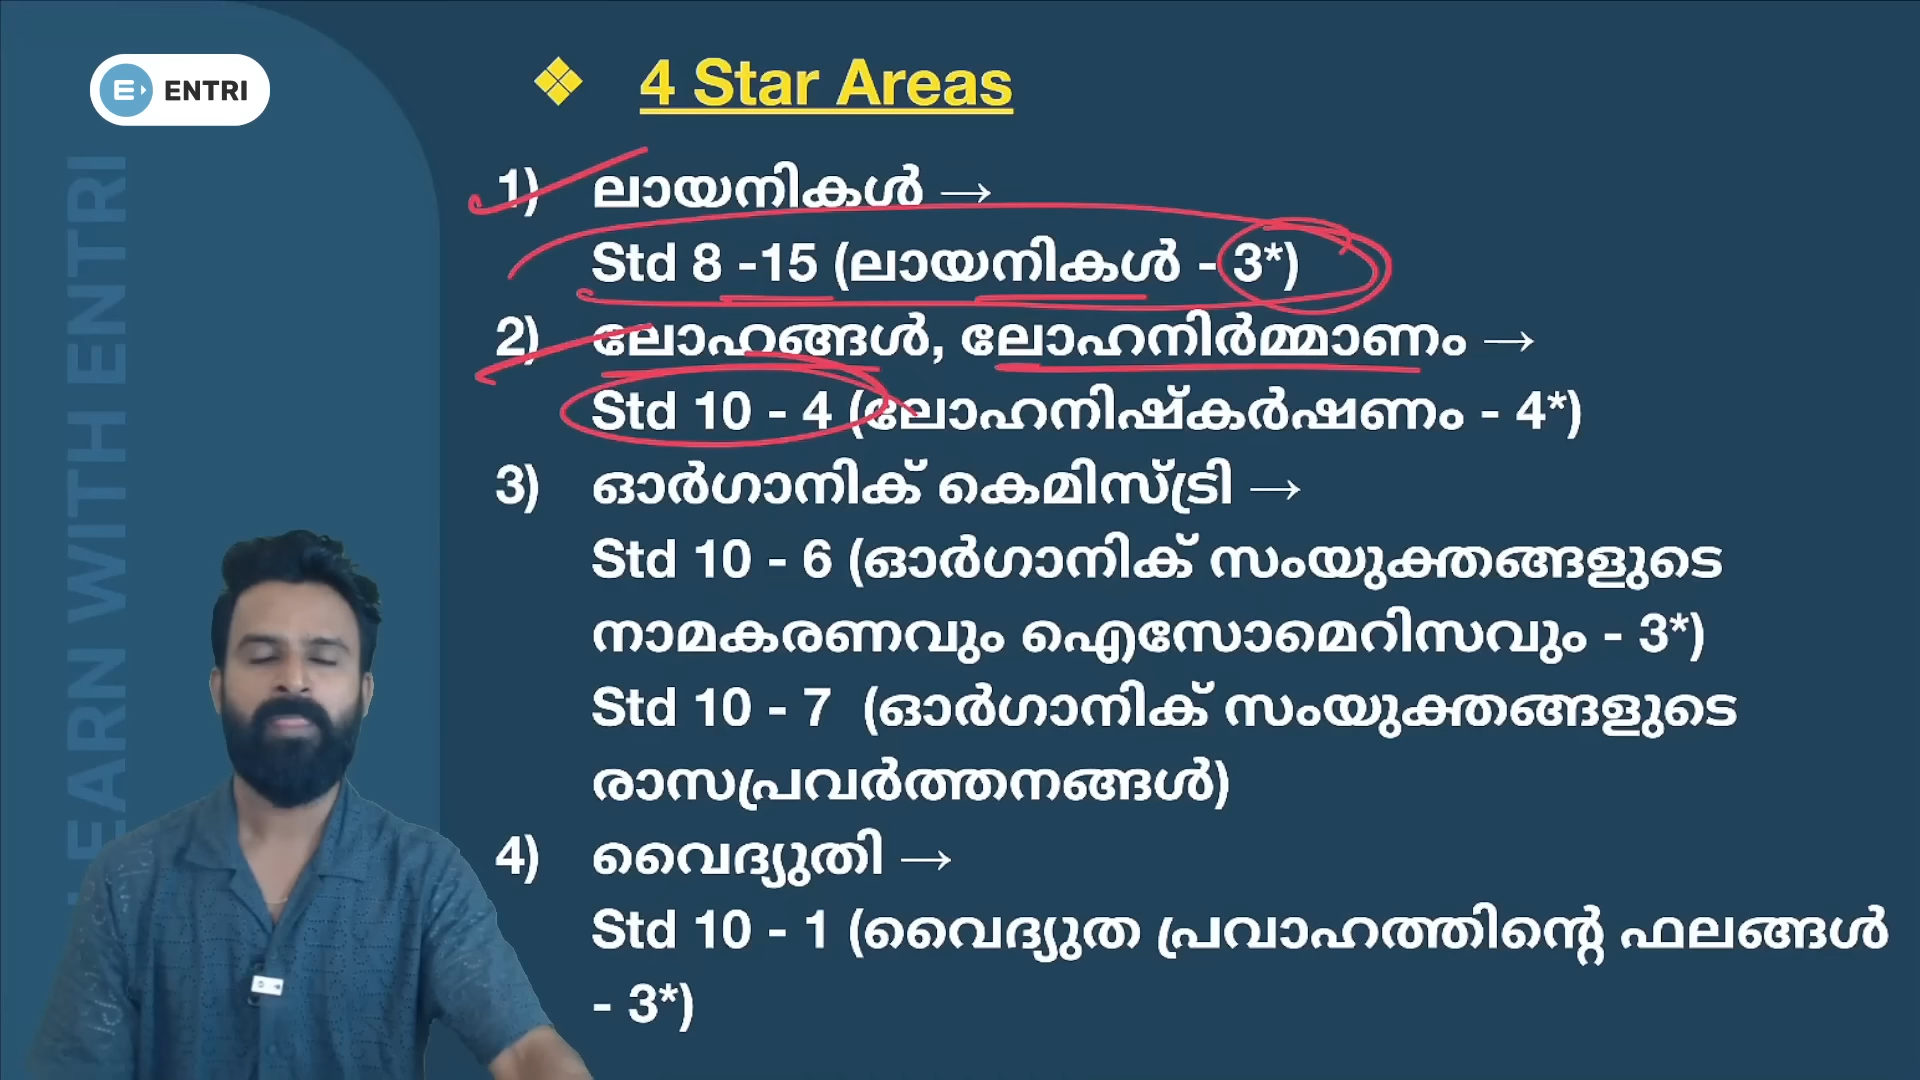 ENTRI
LEARN WITH ENTRI
❖ 4 Star Areas
1) ലായനികൾ →
Std 8 -15 (ലായനികൾ - 3*)
2) ലോഹങ്ങൾ, ലോഹനിർമ്മാണം →
Std 10 - 4 (ലോഹനിഷ്കർഷണം - 4*)
3) ഓർഗാനിക് കെമിസ്ട്രി →
Std 10 - 6 (ഓർഗാനിക് സംയുക്തങ്ങളുടെ
നാമകരണവും ഐസോമെറിസവും - 3*)
Std 10 - 7 (ഓർഗാനിക് സംയുക്തങ്ങളുടെ
രാസപ്രവർത്തനങ്ങൾ)
4) വൈദ്യുതി →
Std 10 - 1 (വൈദ്യുത പ്രവാഹത്തിന്റെ ഫലങ്ങൾ
- 3*)